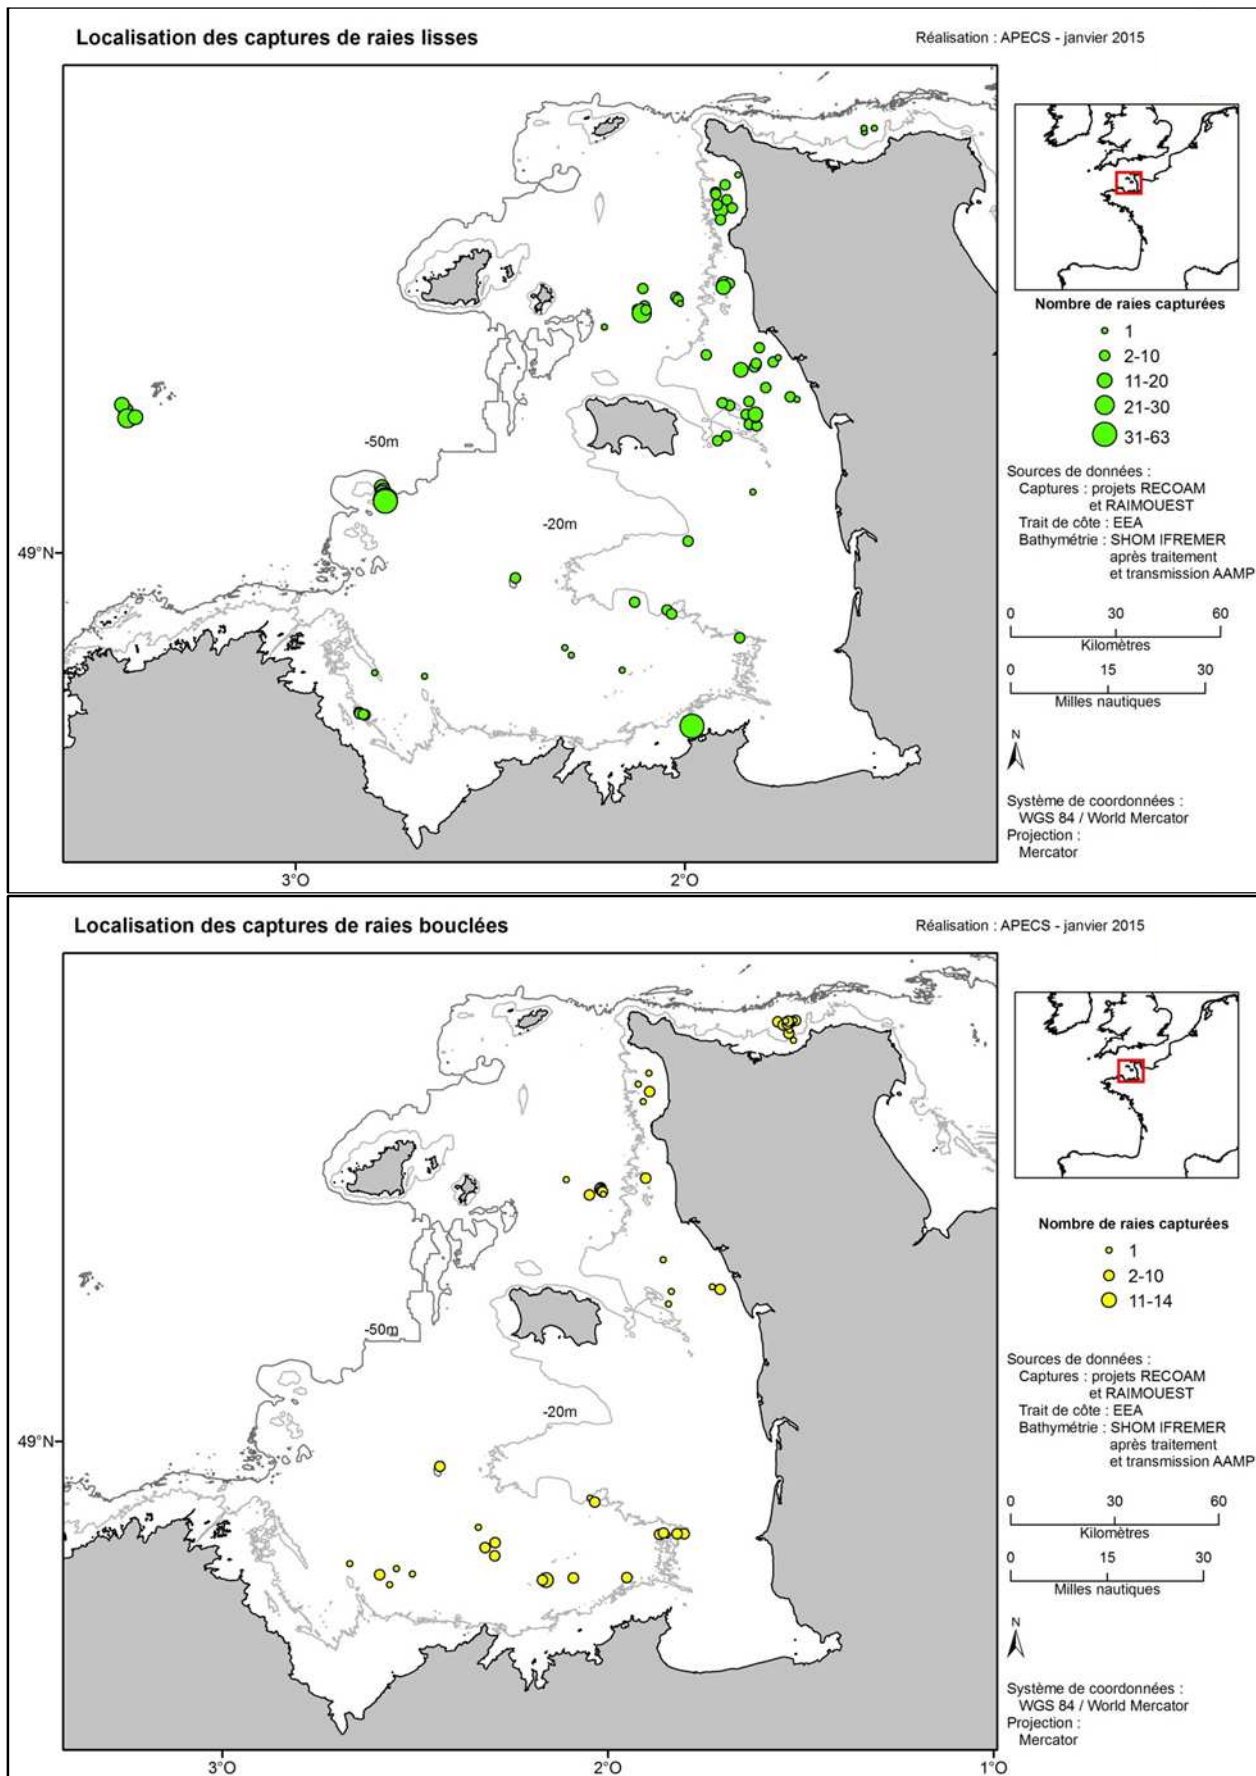 Localisation des captures de raies lisses
Réalisation : APECS - janvier 2015
-50m
-20m
49°N
3°O
2°O
Nombre de raies capturées
1
2-10
11-20
21-30
31-63
Sources de données :
Captures : projets RECOAM
et RAIMOUEST
Trait de côte : EEA
Bathymétrie : SHOM IFREMER
après traitement
et transmission AAMP
0 30 60
Kilomètres
0 15 30
Milles nautiques
N
Système de coordonnées :
WGS 84 / World Mercator
Projection :
Mercator
Localisation des captures de raies bouclées
Réalisation : APECS - janvier 2015
-50m
-20m
49°N
3°O
2°O
1°O
Nombre de raies capturées
1
2-10
11-14
Sources de données :
Captures : projets RECOAM
et RAIMOUEST
Trait de côte : EEA
Bathymétrie : SHOM IFREMER
après traitement
et transmission AAMP
0 30 60
Kilomètres
0 15 30
Milles nautiques
N
Système de coordonnées :
WGS 84 / World Mercator
Projection :
Mercator